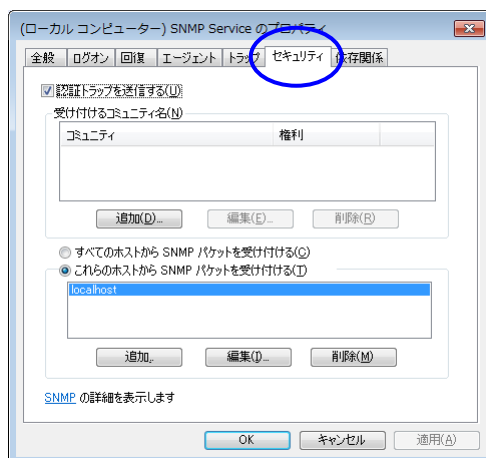 (ローカル コンピューター) SNMP Service のプロパティ
全般 ログオン 回復 エージェント トラップ セキュリティ 依存関係
認証トラップを送信する(U)
受け付けるコミュニティ名(N)
コミュニティ 権利
追加(D)... 編集(E)... 削除(R)
すべてのホストから SNMP パケットを受け付ける(C)
これらのホストから SNMP パケットを受け付ける(T)
localhost
追加... 編集(I)... 削除(M)
SNMP の詳細を表示します
OK キャンセル 適用(A)